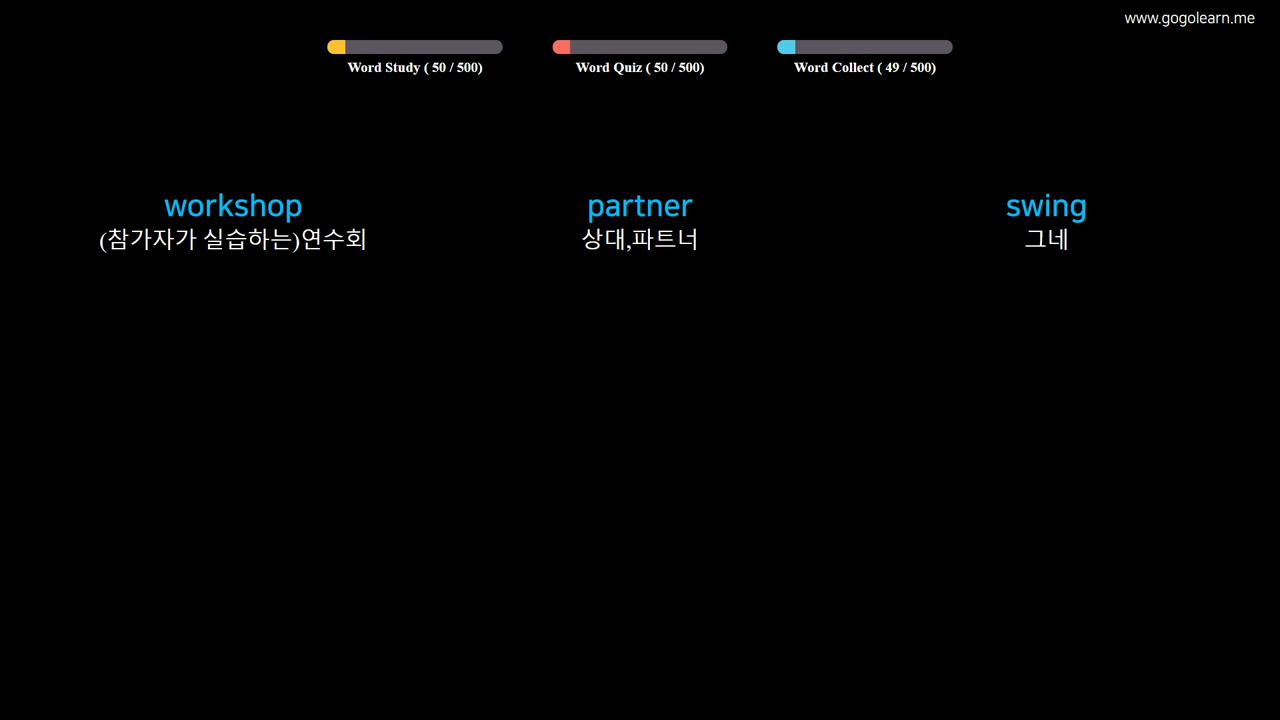 www.gogolearn.me
Word Study ( 50 / 500)
Word Quiz ( 50 / 500)
Word Collect ( 49 / 500)
workshop
(참가자가 실습하는)연수회
partner
상대,파트너
swing
그네